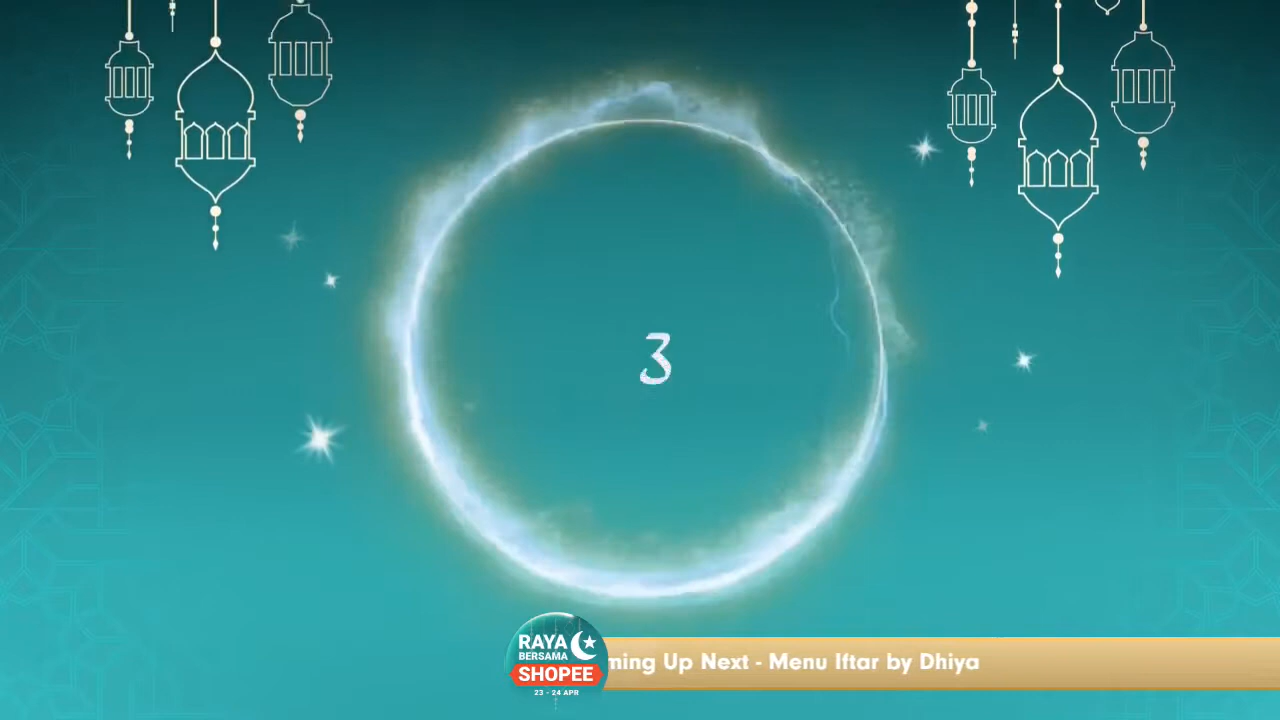 3
RAYA
BERSAMA
SHOPEE
23 - 24 APR
ming Up Next - Menu Iftar by Dhiya